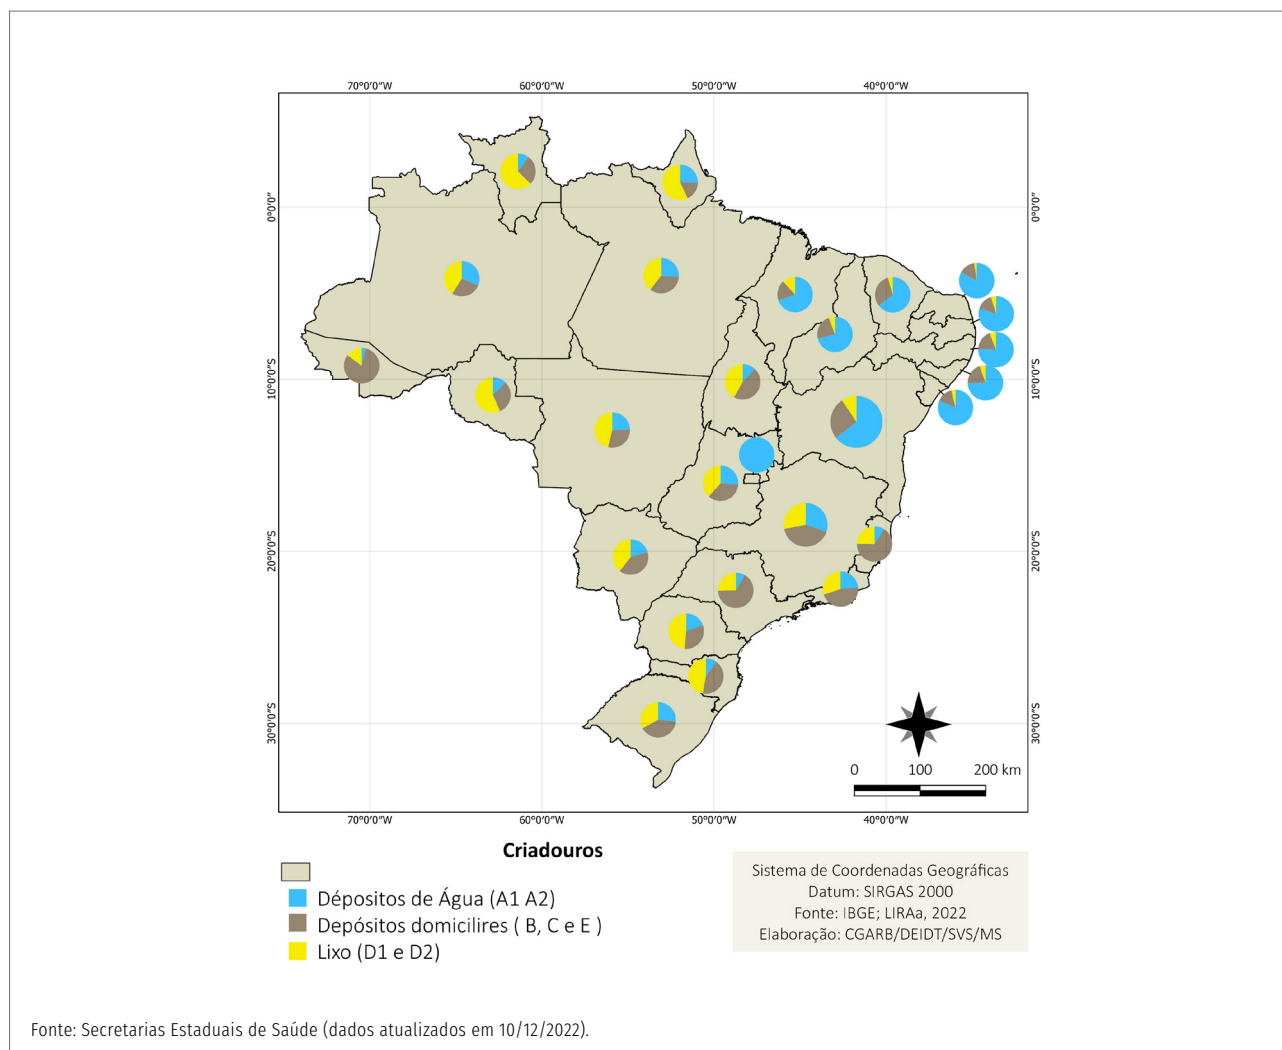 70°0'0"W 60°0'0"W 50°0'0"W 40°0'0"W
0°0'0" 0°0'0"
10°0'0"S 10°0'0"S
20°0'0"S 20°0'0"S
30°0'0"S 30°0'0"S
0 100 200 km
70°0'0"W 60°0'0"W 50°0'0"W 40°0'0"W
Criadouros
Dépositos de Água (A1 A2)
Depósitos domicilires ( B, C e E )
Lixo (D1 e D2)
Sistema de Coordenadas Geográficas
Datum: SIRGAS 2000
Fonte: IBGE; LIRAa, 2022
Elaboração: CGARB/DEIDT/SVS/MS
Fonte: Secretarias Estaduais de Saúde (dados atualizados em 10/12/2022).